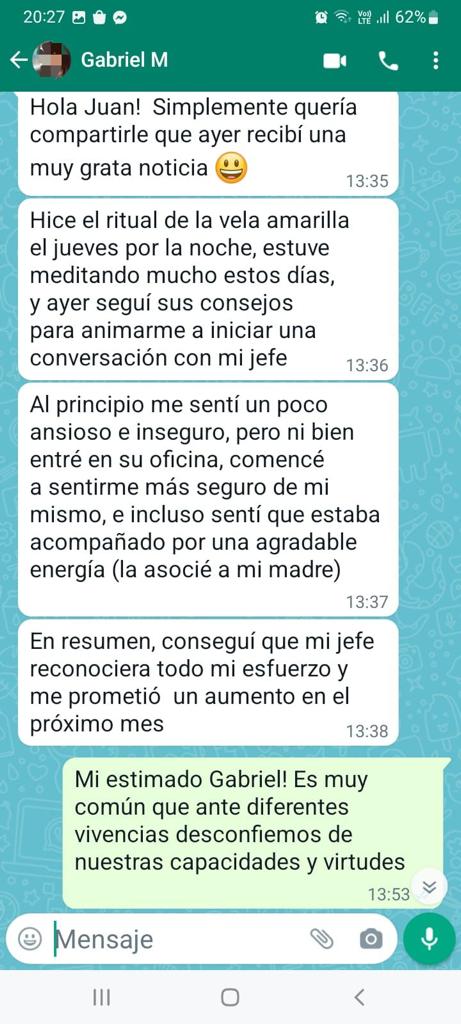 20:27
Vo))
LTE
62%
Gabriel M
Hola Juan! Simplemente quería
compartirle que ayer recibí una
muy grata noticia 😃
13:35
Hice el ritual de la vela amarilla
el jueves por la noche, estuve
meditando mucho estos días,
y ayer seguí sus consejos
para animarme a iniciar una
conversación con mi jefe
13:36
Al principio me sentí un poco
ansioso e inseguro, pero ni bien
entré en su oficina, comencé
a sentirme más seguro de mi
mismo, e incluso sentí que estaba
acompañado por una agradable
energía (la asocié a mi madre)
13:37
En resumen, conseguí que mi jefe
reconociera todo mi esfuerzo y
me prometió un aumento en el
próximo mes
13:38
Mi estimado Gabriel! Es muy
común que ante diferentes
vivencias desconfiemos de
nuestras capacidades y virtudes
13:53
Mensaje